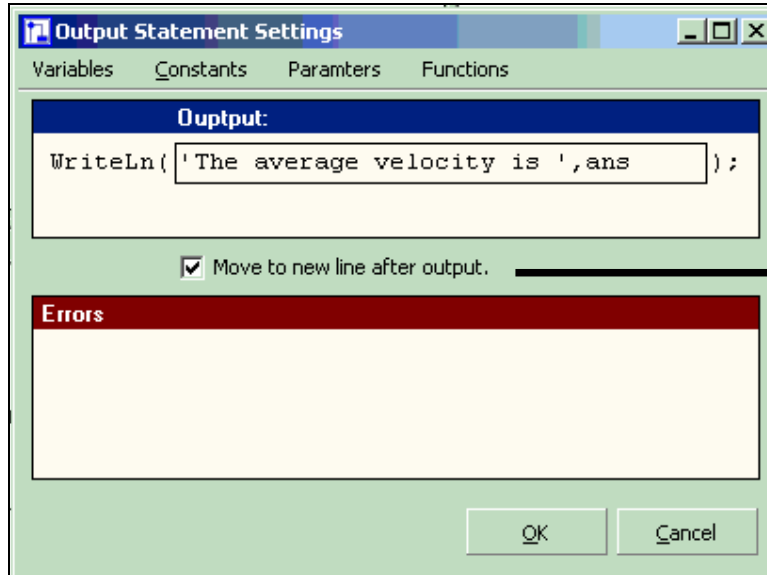 Output Statement Settings
Variables Constants Paramters Functions
Ouptput:
WriteLn( 'The average velocity is ',ans );
Move to new line after output.
Errors
OK Cancel